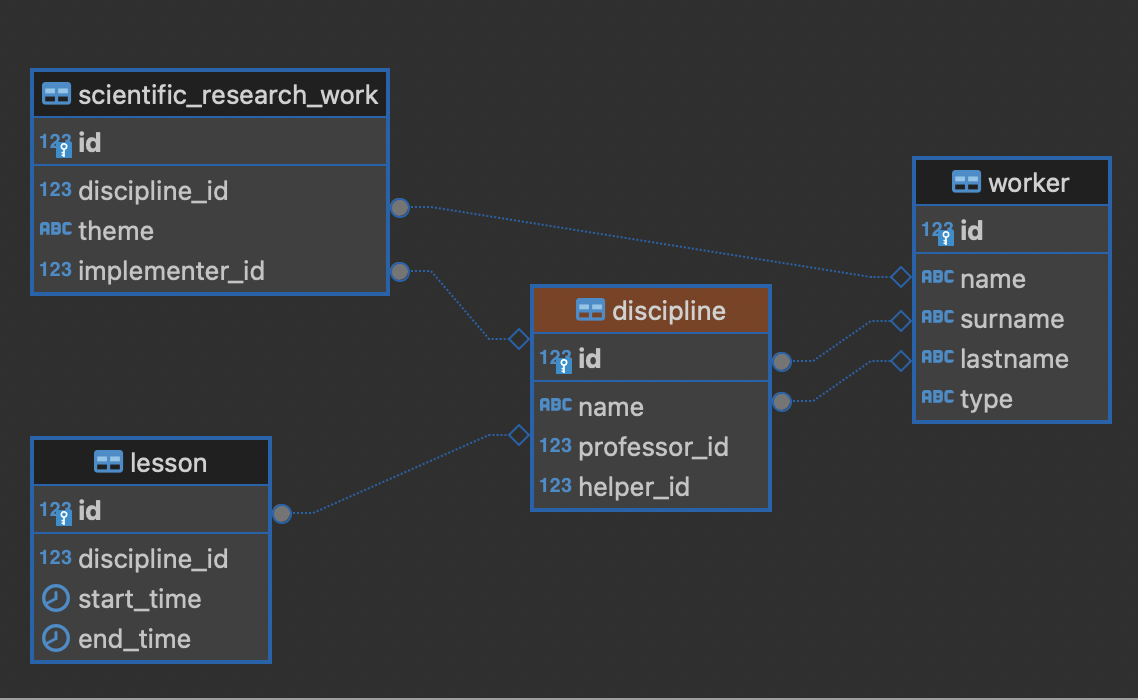 scientific_research_work
123 id
123 discipline_id
ABC theme
123 implementer_id
worker
123 id
ABC name
ABC surname
ABC lastname
ABC type
discipline
123 id
ABC name
123 professor_id
123 helper_id
lesson
123 id
123 discipline_id
start_time
end_time